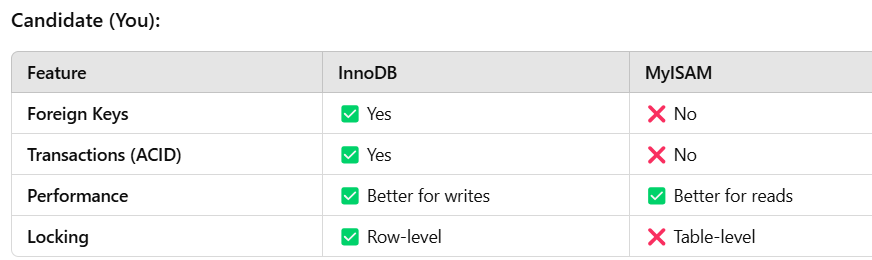 Candidate (You):
Feature InnoDB MyISAM
Foreign Keys ✅ Yes ❌ No
Transactions (ACID) ✅ Yes ❌ No
Performance ✅ Better for writes ✅ Better for reads
Locking ✅ Row-level ❌ Table-level